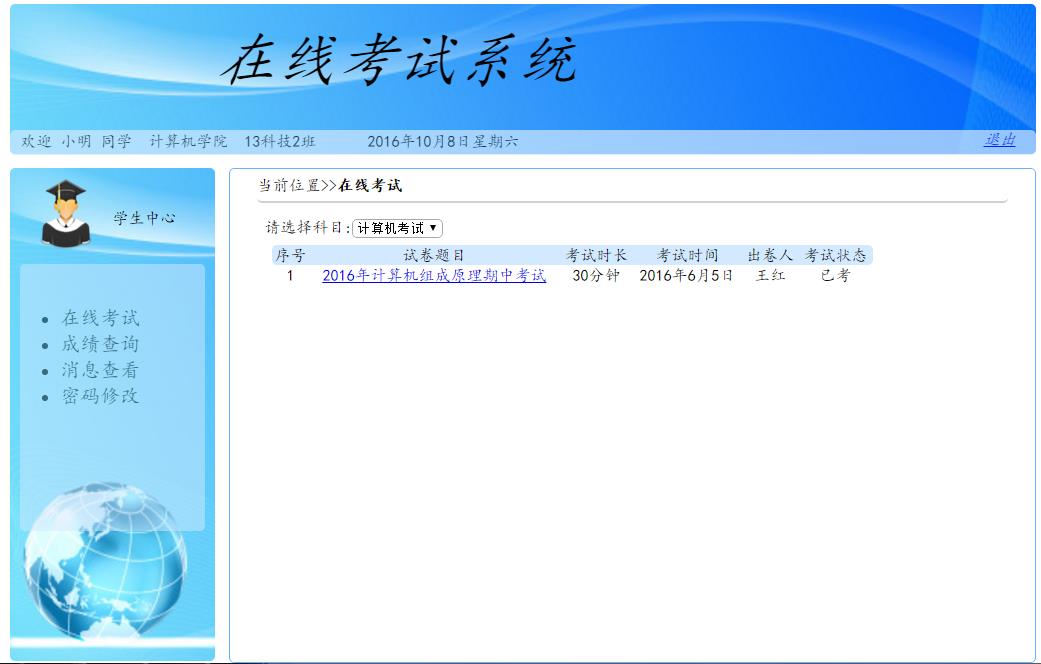 在线考试系统
欢迎 小明 同学 计算机学院 13科技2班 2016年10月8日星期六 退出
学生中心
在线考试
成绩查询
消息查看
密码修改
当前位置>>在线考试
请选择科目:计算机考试
序号 试卷题目 考试时长 考试时间 出卷人 考试状态
1 2016年计算机组成原理期中考试 30分钟 2016年6月5日 王红 已考